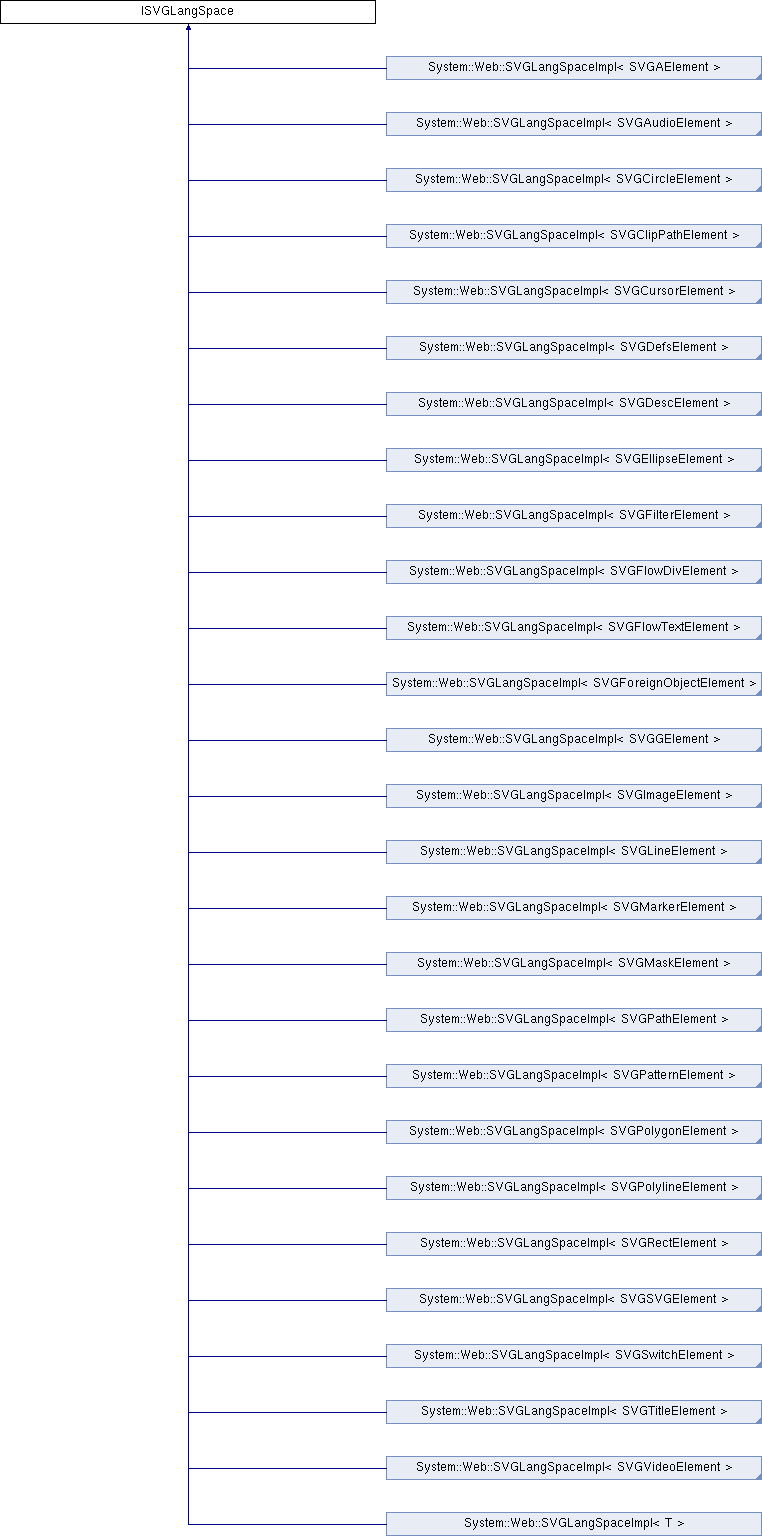 ISVGLangSpace
System::Web::SVGLangSpaceImpl< SVGAElement >
System::Web::SVGLangSpaceImpl< SVGAudioElement >
System::Web::SVGLangSpaceImpl< SVGCircleElement >
System::Web::SVGLangSpaceImpl< SVGClipPathElement >
System::Web::SVGLangSpaceImpl< SVGCursorElement >
System::Web::SVGLangSpaceImpl< SVGDefsElement >
System::Web::SVGLangSpaceImpl< SVGDescElement >
System::Web::SVGLangSpaceImpl< SVGEllipseElement >
System::Web::SVGLangSpaceImpl< SVGFilterElement >
System::Web::SVGLangSpaceImpl< SVGFlowDivElement >
System::Web::SVGLangSpaceImpl< SVGFlowTextElement >
System::Web::SVGLangSpaceImpl< SVGForeignObjectElement >
System::Web::SVGLangSpaceImpl< SVGGElement >
System::Web::SVGLangSpaceImpl< SVGImageElement >
System::Web::SVGLangSpaceImpl< SVGLineElement >
System::Web::SVGLangSpaceImpl< SVGMarkerElement >
System::Web::SVGLangSpaceImpl< SVGMaskElement >
System::Web::SVGLangSpaceImpl< SVGPathElement >
System::Web::SVGLangSpaceImpl< SVGPatternElement >
System::Web::SVGLangSpaceImpl< SVGPolygonElement >
System::Web::SVGLangSpaceImpl< SVGPolylineElement >
System::Web::SVGLangSpaceImpl< SVGRectElement >
System::Web::SVGLangSpaceImpl< SVGSVGElement >
System::Web::SVGLangSpaceImpl< SVGSwitchElement >
System::Web::SVGLangSpaceImpl< SVGTitleElement >
System::Web::SVGLangSpaceImpl< SVGVideoElement >
System::Web::SVGLangSpaceImpl< T >